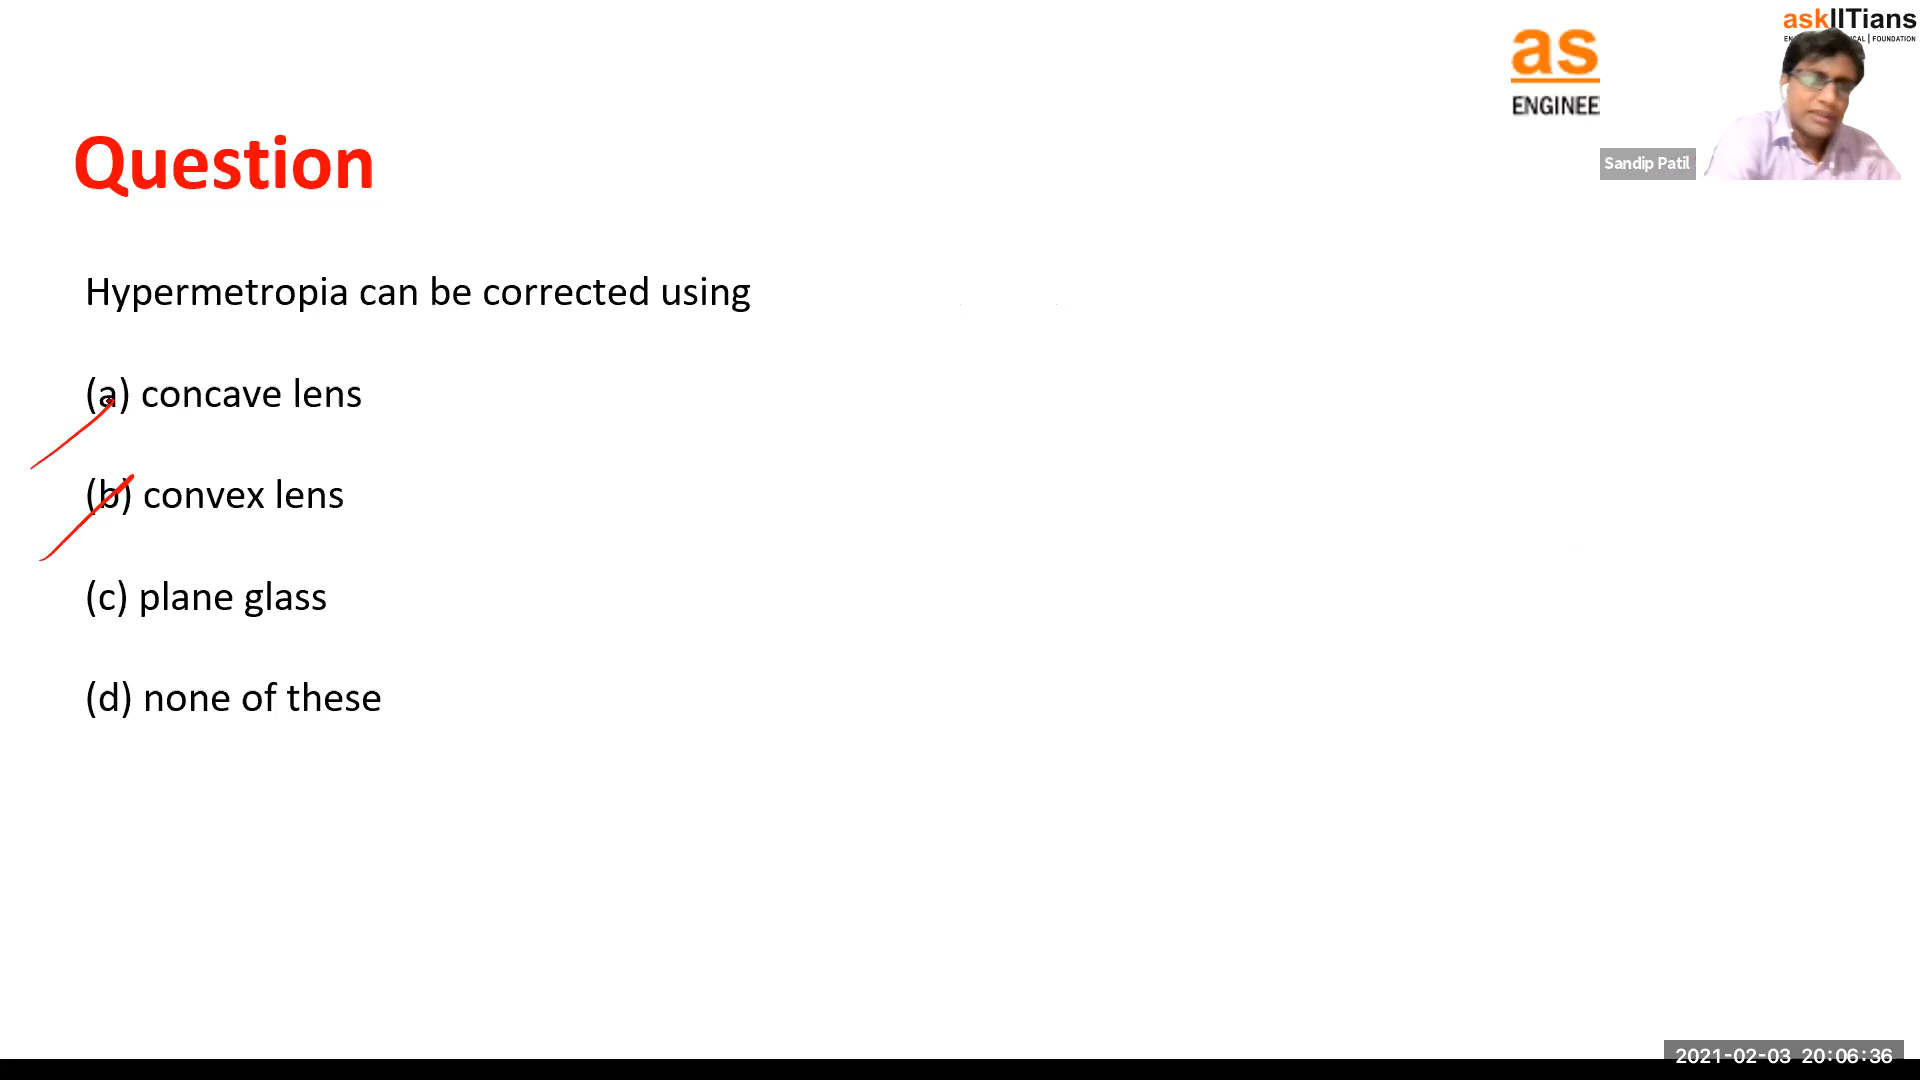 askIITians
as
ENGINEE
FOUNDATION
Sandip Patil
Question
Hypermetropia can be corrected using
(a) concave lens
(b) convex lens
(c) plane glass
(d) none of these
2021-02-03 20:06:36